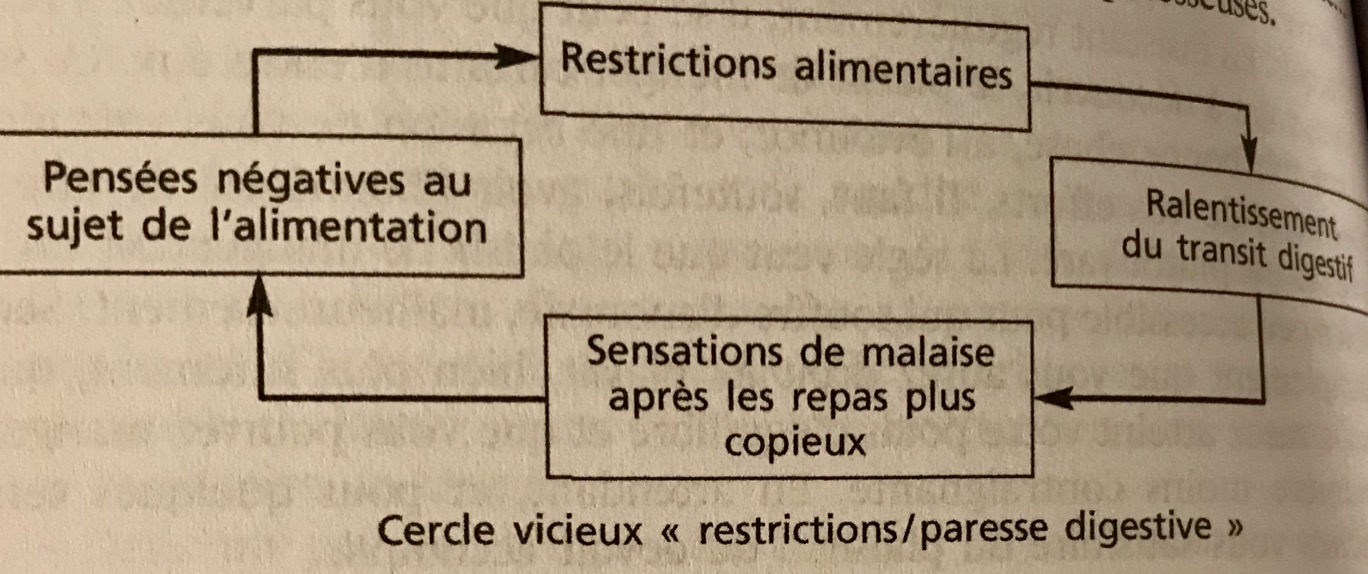 Restrictions alimentaires
Pensées négatives au
sujet de l'alimentation
Ralentissement
du transit digestif
Sensations de malaise
après les repas plus
copieux
Cercle vicieux « restrictions/paresse digestive »